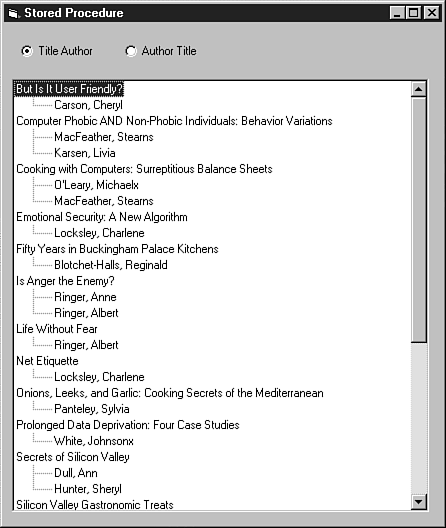 Stored Procedure
Title Author Author Title
But Is It User Friendly?
Carson, Cheryl
Computer Phobic AND Non-Phobic Individuals: Behavior Variations
MacFeather, Stearns
Karsen, Livia
Cooking with Computers: Surreptitious Balance Sheets
O'Leary, Michaelx
MacFeather, Stearns
Emotional Security: A New Algorithm
Locksley, Charlene
Fifty Years in Buckingham Palace Kitchens
Blotchet-Halls, Reginald
Is Anger the Enemy?
Ringer, Anne
Ringer, Albert
Life Without Fear
Ringer, Albert
Net Etiquette
Locksley, Charlene
Onions, Leeks, and Garlic: Cooking Secrets of the Mediterranean
Panteley, Sylvia
Prolonged Data Deprivation: Four Case Studies
White, Johnsonx
Secrets of Silicon Valley
Dull, Ann
Hunter, Sheryl
Silicon Valley Gastronomic Treats